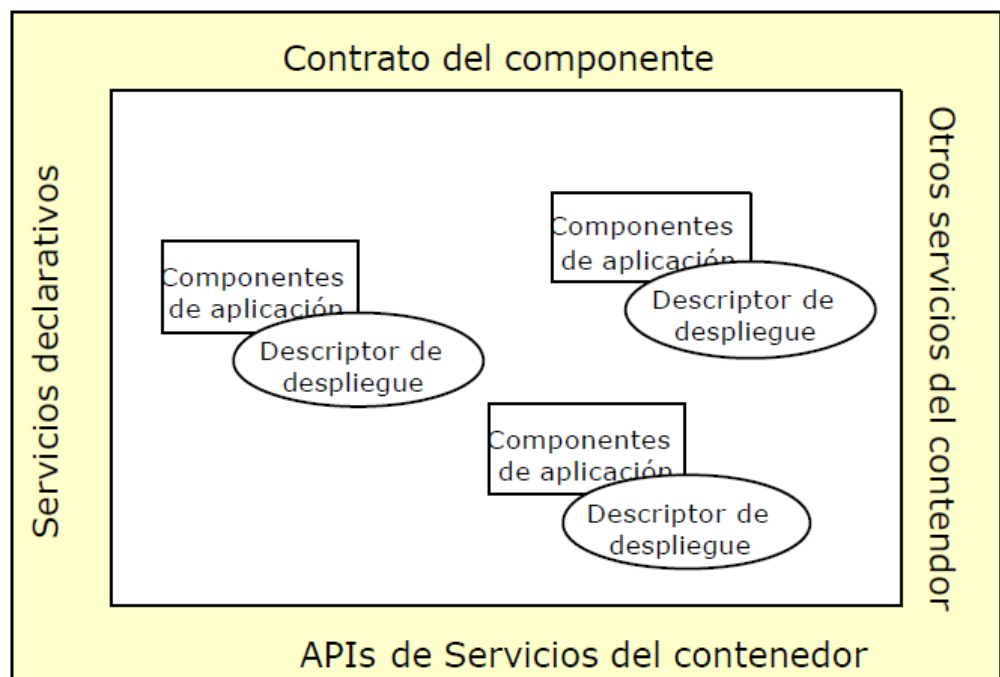 Contrato del componente
Servicios declarativos
Otros servicios del contendor
Componentes
de aplicación
Descriptor de
despliegue
Componentes
de aplicación
Descriptor de
despliegue
Componentes
de aplicación
Descriptor de
despliegue
APIs de Servicios del contenedor